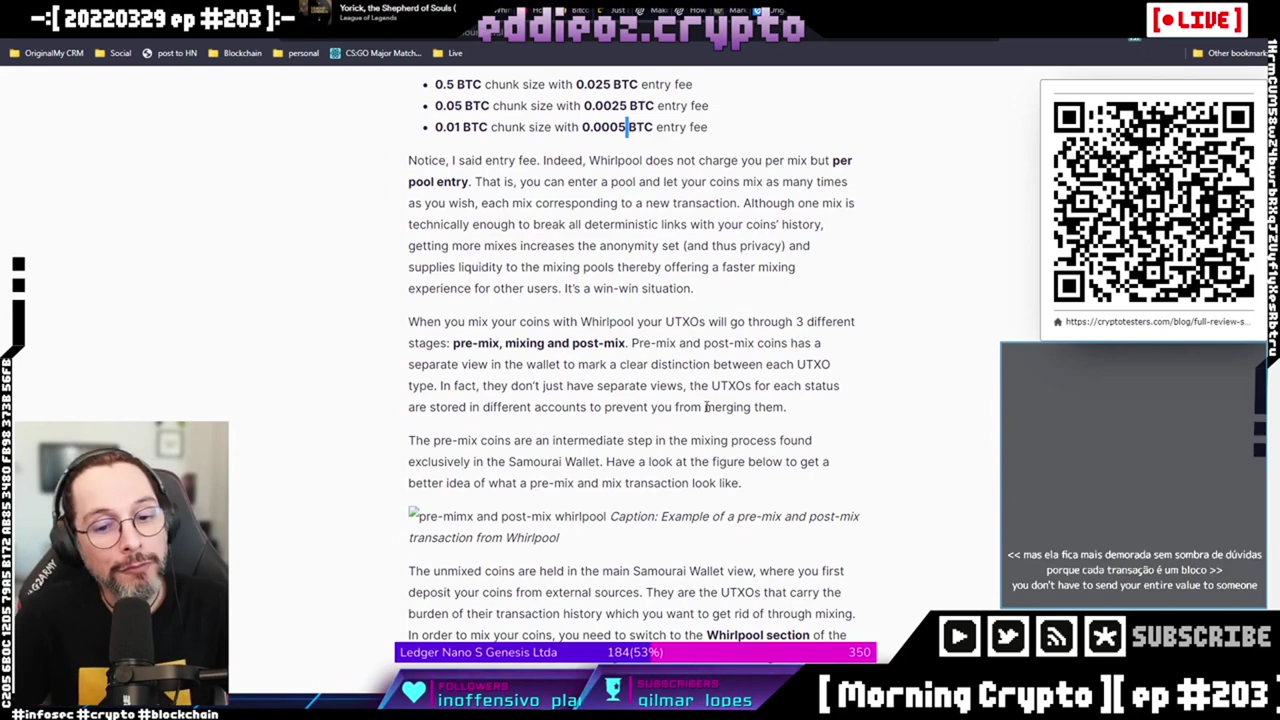 -:[ 20220329 ep #203 ]:-
Yorick, the Shepherd of Souls (
League of Legends
eddieoz.crypto
[● LIVE]
OriginalMy CRM
Social
post to HN
Blockchain
personal
CS:GO Major Match...
Live
Other bookmark
0.5 BTC chunk size with 0.025 BTC entry fee
0.05 BTC chunk size with 0.0025 BTC entry fee
0.01 BTC chunk size with 0.0005 BTC entry fee
Notice, I said entry fee. Indeed, Whirlpool does not charge you per mix but per
pool entry. That is, you can enter a pool and let your coins mix as many times
as you wish, each mix corresponding to a new transaction. Although one mix is
technically enough to break all deterministic links with your coins' history,
getting more mixes increases the anonymity set (and thus privacy) and
supplies liquidity to the mixing pools thereby offering a faster mixing
experience for other users. It's a win-win situation.
When you mix your coins with Whirlpool your UTXOs will go through 3 different
stages: pre-mix, mixing and post-mix. Pre-mix and post-mix coins has a
separate view in the wallet to mark a clear distinction between each UTXO
type. In fact, they don't just have separate views, the UTXOs for each status
are stored in different accounts to prevent you from merging them.
The pre-mix coins are an intermediate step in the mixing process found
exclusively in the Samourai Wallet. Have a look at the figure below to get a
better idea of what a pre-mix and mix transaction look like.
pre-mimx and post-mix whirlpool Caption: Example of a pre-mix and post-mix
transaction from Whirlpool
The unmixed coins are held in the main Samourai Wallet view, where you first
deposit your coins from external sources. They are the UTXOs that carry the
burden of their transaction history which you want to get rid of through mixing.
In order to mix your coins, you need to switch to the Whirlpool section of the
https://cryptotesters.com/blog/full-review-s...
<< mas ela fica mais demorada sem sombra de dúvidas
porque cada transação é um bloco >>
you don't have to send your entire value to someone
Ledger Nano S Genesis Ltda
184(53%)
350
FOLLOWERS
inoffensivo_pla
SUBSCRIBERS
gilmar_lopes
SUBSCRIBE
[ Morning Crypto ][ ep #203 ]
#infosec #crypto #blockchain